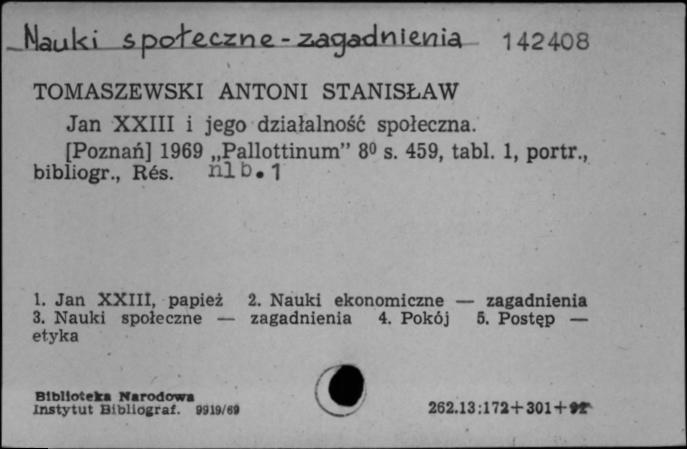 Nauki społeczne - zagadnienia 142408
TOMASZEWSKI ANTONI STANISŁAW
Jan XXIII i jego działalność społeczna.
[Poznań] 1969 „Pallottinum” 8⁰ s. 459, tabl. 1, portr.,
bibliogr., Rés. nlb. 1
1. Jan XXIII, papież 2. Nauki ekonomiczne — zagadnienia
3. Nauki społeczne — zagadnienia 4. Pokój 5. Postęp —
etyka
Biblioteka Narodowa
Instytut Bibliograf. 9919/69
262.13:172+301+